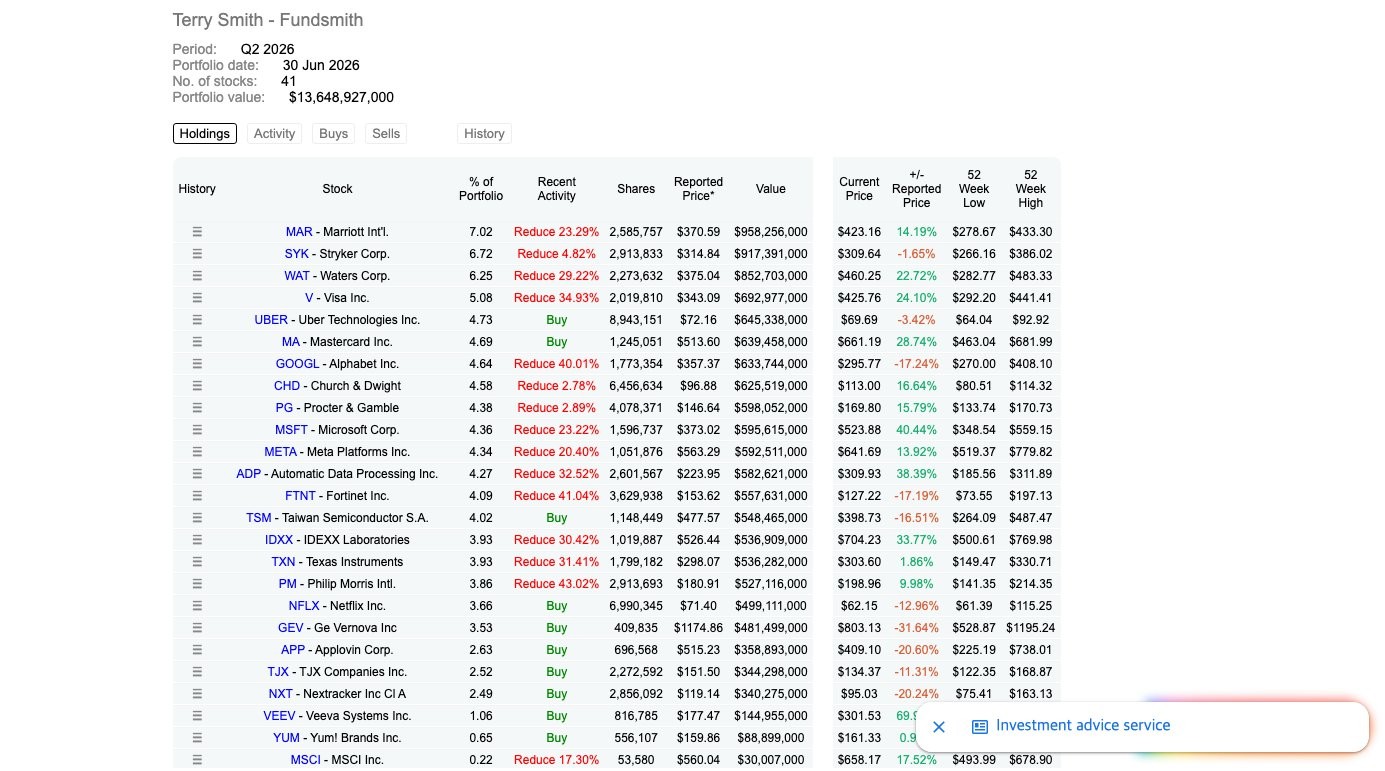 Terry Smith - Fundsmith
Period: Q2 2026
Portfolio date: 30 Jun 2026
No. of stocks: 41
Portfolio value: $13,648,927,000
Holdings Activity Buys Sells History
History Stock % of Portfolio Recent Activity Shares Reported Price* Value Current Price +/- Reported Price 52 Week Low 52 Week High
MAR - Marriott Int'l. 7.02 Reduce 23.29% 2,585,757 $370.59 $958,256,000 $423.16 14.19% $278.67 $433.30
SYK - Stryker Corp. 6.72 Reduce 4.82% 2,913,833 $314.84 $917,391,000 $309.64 -1.65% $266.16 $386.02
WAT - Waters Corp. 6.25 Reduce 29.22% 2,273,632 $375.04 $852,703,000 $460.25 22.72% $282.77 $483.33
V - Visa Inc. 5.08 Reduce 34.93% 2,019,810 $343.09 $692,977,000 $425.76 24.10% $292.20 $441.41
UBER - Uber Technologies Inc. 4.73 Buy 8,943,151 $72.16 $645,338,000 $69.69 -3.42% $64.04 $92.92
MA - Mastercard Inc. 4.69 Buy 1,245,051 $513.60 $639,458,000 $661.19 28.74% $463.04 $681.99
GOOGL - Alphabet Inc. 4.64 Reduce 40.01% 1,773,354 $357.37 $633,744,000 $295.77 -17.24% $270.00 $408.10
CHD - Church & Dwight 4.58 Reduce 2.78% 6,456,634 $96.88 $625,519,000 $113.00 16.64% $80.51 $114.32
PG - Procter & Gamble 4.38 Reduce 2.89% 4,078,371 $146.64 $598,052,000 $169.80 15.79% $133.74 $170.73
MSFT - Microsoft Corp. 4.36 Reduce 23.22% 1,596,737 $373.02 $595,615,000 $523.88 40.44% $348.54 $559.15
META - Meta Platforms Inc. 4.34 Reduce 20.40% 1,051,876 $563.29 $592,511,000 $641.69 13.92% $519.37 $779.82
ADP - Automatic Data Processing Inc. 4.27 Reduce 32.52% 2,601,567 $223.95 $582,621,000 $309.93 38.39% $185.56 $311.89
FTNT - Fortinet Inc. 4.09 Reduce 41.04% 3,629,938 $153.62 $557,631,000 $127.22 -17.19% $73.55 $197.13
TSM - Taiwan Semiconductor S.A. 4.02 Buy 1,148,449 $477.57 $548,465,000 $398.73 -16.51% $264.09 $487.47
IDXX - IDEXX Laboratories 3.93 Reduce 30.42% 1,019,887 $526.44 $536,909,000 $704.23 33.77% $500.61 $769.98
TXN - Texas Instruments 3.93 Reduce 31.41% 1,799,182 $298.07 $536,282,000 $303.60 1.86% $149.47 $330.71
PM - Philip Morris Intl. 3.86 Reduce 43.02% 2,913,693 $180.91 $527,116,000 $198.96 9.98% $141.35 $214.35
NFLX - Netflix Inc. 3.66 Buy 6,990,345 $71.40 $499,111,000 $62.15 -12.96% $61.39 $115.25
GEV - Ge Vernova Inc 3.53 Buy 409,835 $1174.86 $481,499,000 $803.13 -31.64% $528.87 $1195.24
APP - Applovin Corp. 2.63 Buy 696,568 $515.23 $358,893,000 $409.10 -20.60% $225.19 $738.01
TJX - TJX Companies Inc. 2.52 Buy 2,272,592 $151.50 $344,298,000 $134.37 -11.31% $122.35 $168.87
NXT - Nextracker Inc Cl A 2.49 Buy 2,856,092 $119.14 $340,275,000 $95.03 -20.24% $75.41 $163.13
VEEV - Veeva Systems Inc. 1.06 Buy 816,785 $177.47 $144,955,000 $301.53
YUM - Yum! Brands Inc. 0.65 Buy 556,107 $159.86 $88,899,000 $161.33
MSCI - MSCI Inc. 0.22 Reduce 17.30% 53,580 $560.04 $30,007,000 $658.17 17.52% $493.99 $678.90
Investment advice service